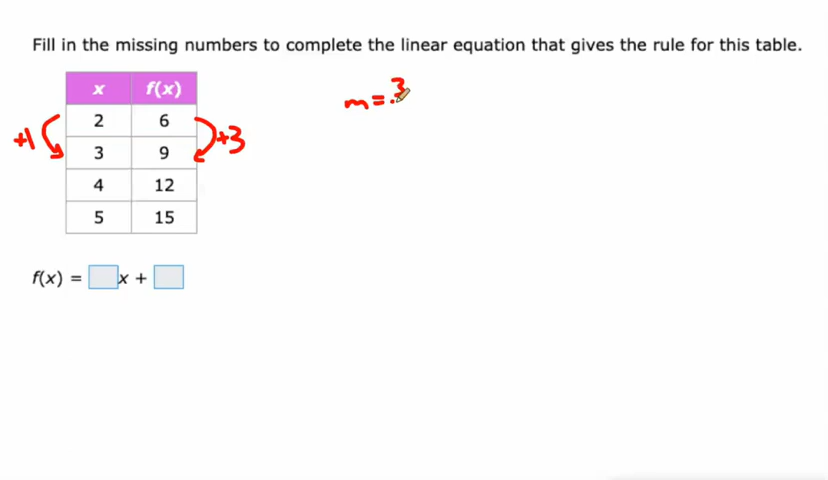 Fill in the missing numbers to complete the linear equation that gives the rule for this table.
x f(x)
2 6
3 9
4 12
5 15
+1
+3
m = 3
f(x) = x +